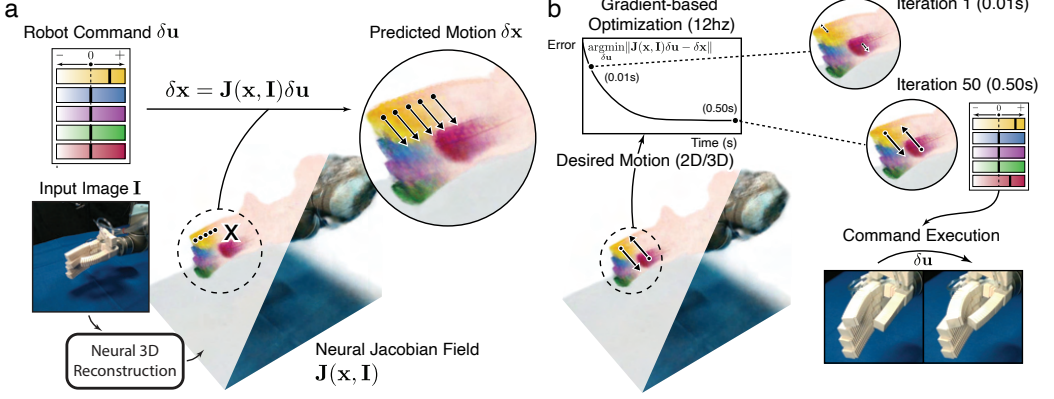 a
Robot Command δu
− 0 +
δx = J(x, I)δu
Predicted Motion δx
Input Image I
X
Neural 3D
Reconstruction
Neural Jacobian Field
J(x, I)
b
Gradient-based
Optimization (12hz)
Error
argmin‖J(x, I)δu − δx‖
δu
(0.01s)
(0.50s)
Time (s)
Desired Motion (2D/3D)
Iteration 1 (0.01s)
Iteration 50 (0.50s)
− 0 +
Command Execution
δu